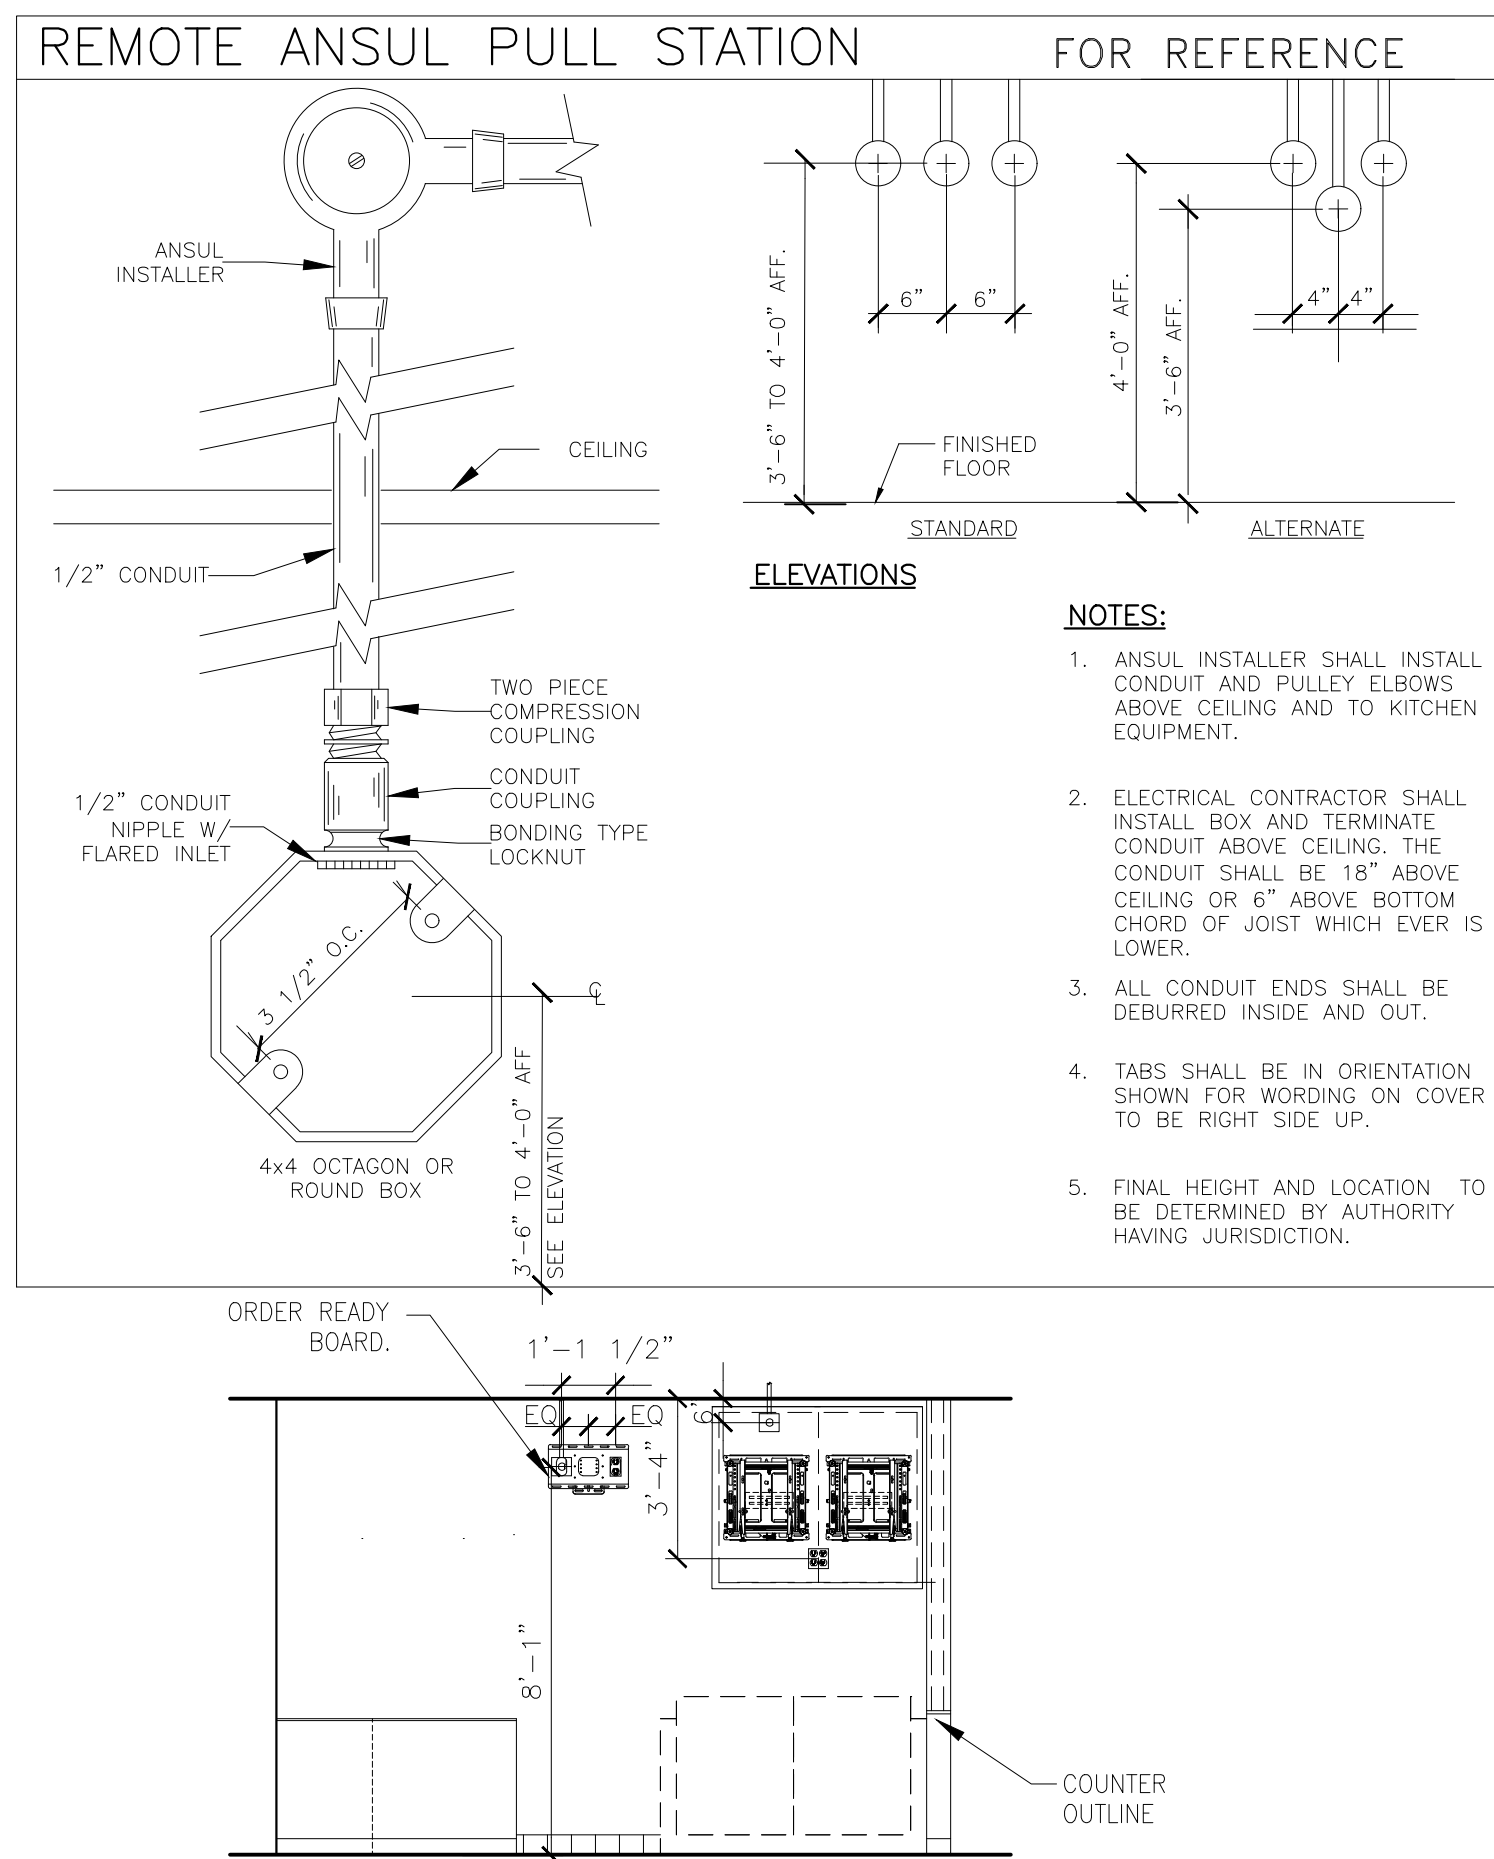 REMOTE ANSUL PULL STATION
FOR REFERENCE
ANSUL
INSTALLER
CEILING
1/2" CONDUIT
TWO PIECE
COMPRESSION
COUPLING
CONDUIT
COUPLING
1/2" CONDUIT
NIPPLE W/
FLARED INLET
BONDING TYPE
LOCKNUT
3 1/2" O.C.
℄
3'-6" TO 4'-0" AFF
SEE ELEVATION
4x4 OCTAGON OR
ROUND BOX
3'-6" TO 4'-0" AFF.
6"
6"
4'-0" AFF.
3'-6" AFF.
4"
4"
FINISHED
FLOOR
STANDARD
ALTERNATE
ELEVATIONS
NOTES:
1. ANSUL INSTALLER SHALL INSTALL
CONDUIT AND PULLEY ELBOWS
ABOVE CEILING AND TO KITCHEN
EQUIPMENT.
2. ELECTRICAL CONTRACTOR SHALL
INSTALL BOX AND TERMINATE
CONDUIT ABOVE CEILING. THE
CONDUIT SHALL BE 18" ABOVE
CEILING OR 6" ABOVE BOTTOM
CHORD OF JOIST WHICH EVER IS
LOWER.
3. ALL CONDUIT ENDS SHALL BE
DEBURRED INSIDE AND OUT.
4. TABS SHALL BE IN ORIENTATION
SHOWN FOR WORDING ON COVER
TO BE RIGHT SIDE UP.
5. FINAL HEIGHT AND LOCATION TO
BE DETERMINED BY AUTHORITY
HAVING JURISDICTION.
ORDER READY
BOARD.
1'-1 1/2"
EQ
EQ
6"
3'-4"
8'-1"
COUNTER
OUTLINE